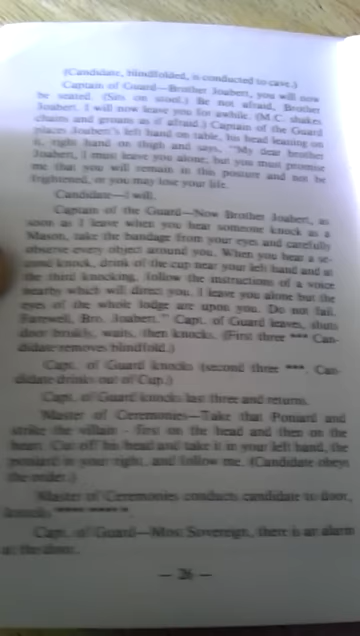 (Candidate, blindfolded, is conducted to cave.)
Captain of Guard—Brother Joabert, you will now
be seated. (Sits on stool.) Be not afraid, Brother
Joabert. I will now leave you for awhile. (M.C. shakes
chains and groans as if afraid.) Captain of the Guard
places Joabert's left hand on table, his head leaning on
it, right hand on thigh and says, "My dear brother
Joabert, I must leave you alone, but you must promise
me that you will remain in this posture and not be
frightened, or you may lose your life.
Candidate—I will.
Captain of the Guard—Now Brother Joabert, as
soon as I leave when you hear someone knock as a
Mason, take the bandage from your eyes and carefully
observe every object around you. When you hear a se-
cond knock, drink of the cup near your left hand and at
the third knocking, follow the instructions of a voice
nearby which will direct you. I leave you alone but the
eyes of the whole lodge are upon you. Do not fail.
Farewell, Bro. Joabert." Capt. of Guard leaves, shuts
door briskly, waits, then knocks. (First three *** Can-
didate removes blindfold.)
Capt. of Guard knocks (second three ***. Can-
didate drinks out of Cup.)
Capt. of Guard knocks last three and returns.
Master of Ceremonies—Take that Poniard and
strike the villain - first on the head and then on the
heart. Cut off his head and take it in your left hand, the
poniard in your right, and follow me. (Candidate obeys
the order.)
Master of Ceremonies conducts candidate to door,
knocks
Capt. of Guard—Most Sovereign, there is an alarm
at the door.
— 26 —